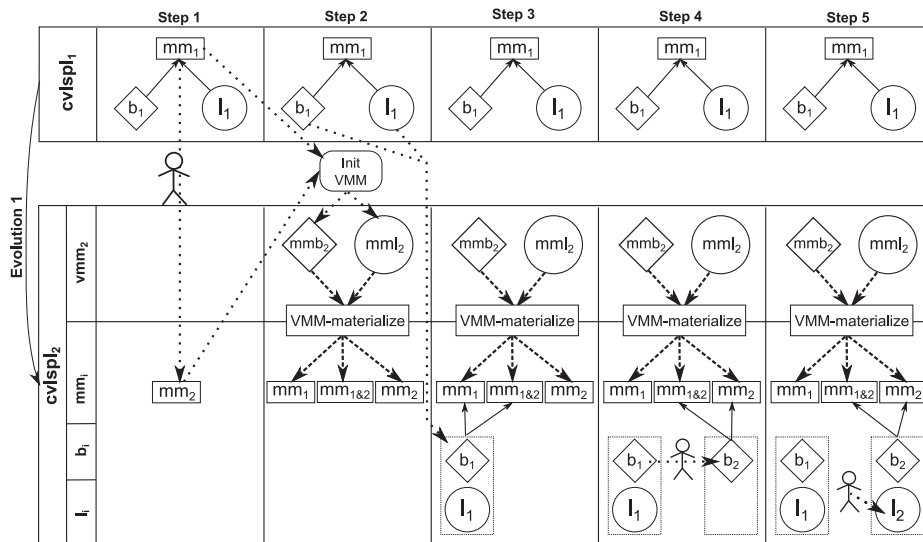 Step 1 Step 2 Step 3 Step 4 Step 5
cvlspl1
mm1 mm1 mm1 mm1 mm1
b1 l1 b1 l1 b1 l1 b1 l1 b1 l1
Init
VMM
Evolution 1
cvlspl2
vmm2
mmb2 mml2 mmb2 mml2 mmb2 mml2 mmb2 mml2
VMM-materialize VMM-materialize VMM-materialize VMM-materialize
mmi
mm2 mm1 mm1&2 mm2 mm1 mm1&2 mm2 mm1 mm1&2 mm2 mm1 mm1&2 mm2
bi
b1 b1 b2 b1 b2
li
l1 l1 l1 l2